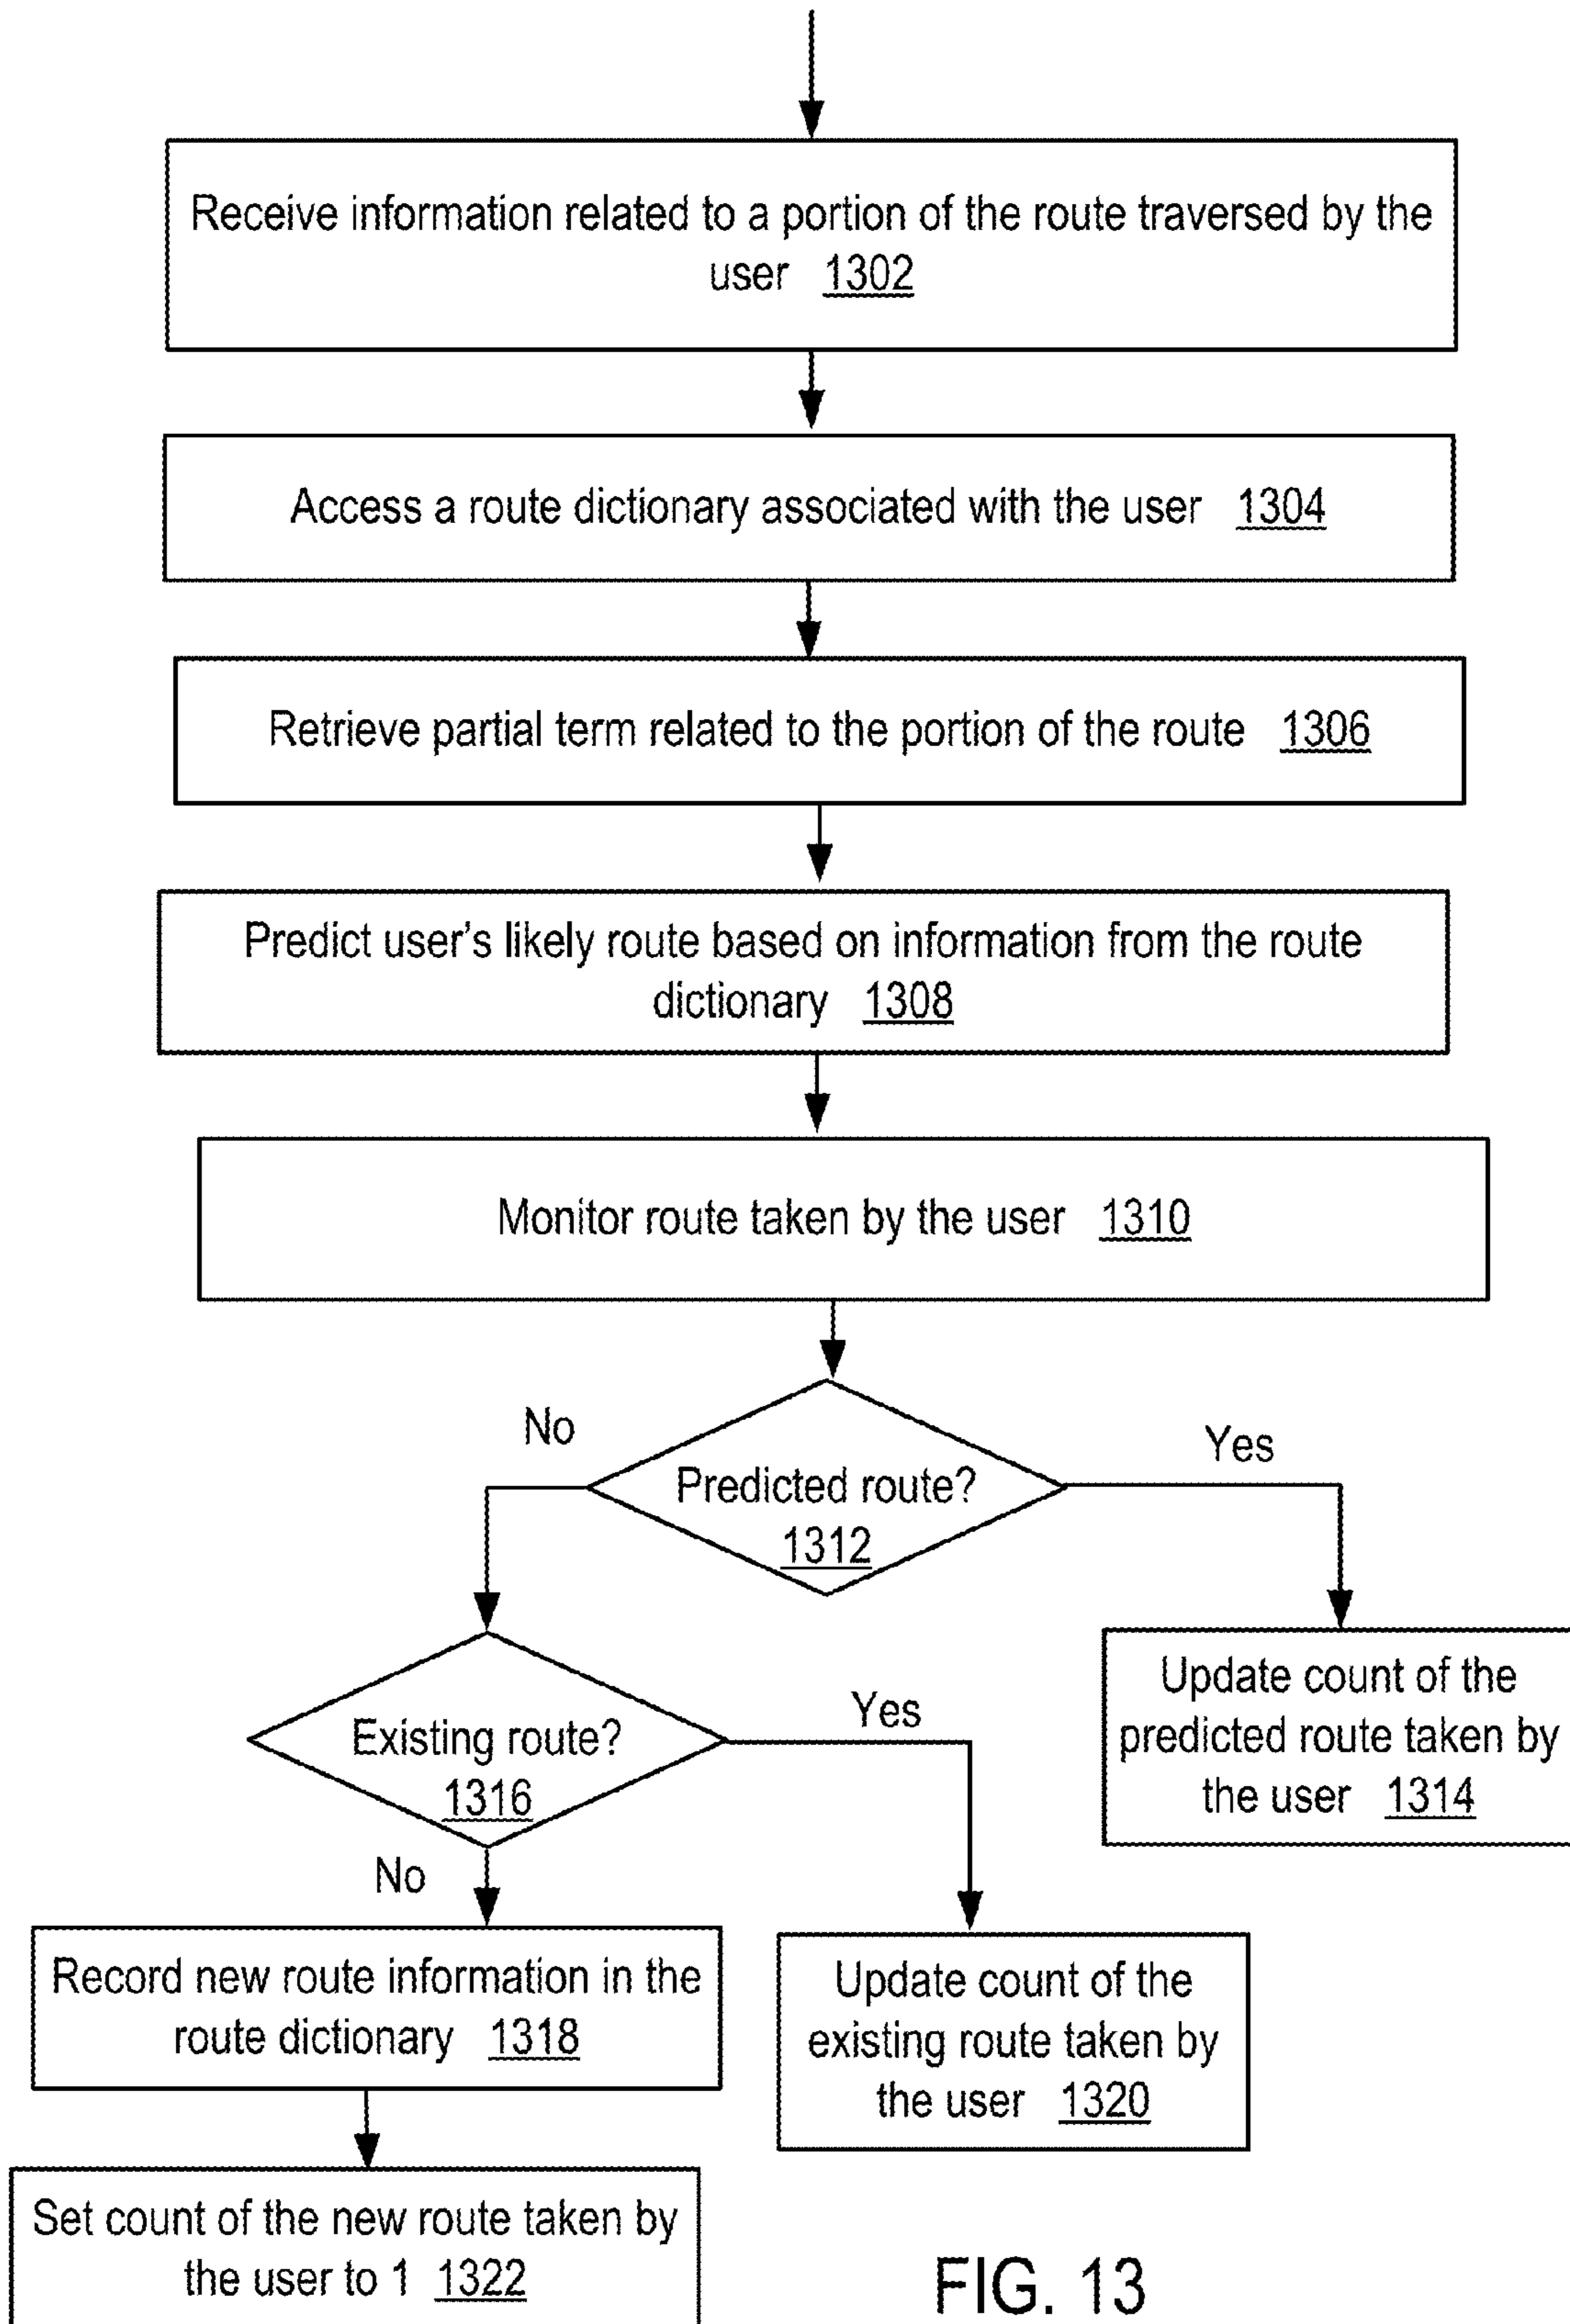 Receive information related to a portion of the route traversed by the
user 1302
Access a route dictionary associated with the user 1304
Retrieve partial term related to the portion of the route 1306
Predict user's likely route based on information from the route
dictionary 1308
Monitor route taken by the user 1310
No
Yes
Predicted route?
1312
Update count of the
predicted route taken by
the user 1314
Yes
Existing route?
1316
No
Record new route information in the
route dictionary 1318
Update count of the
existing route taken by
the user 1320
Set count of the new route taken by
the user to 1 1322
FIG. 13